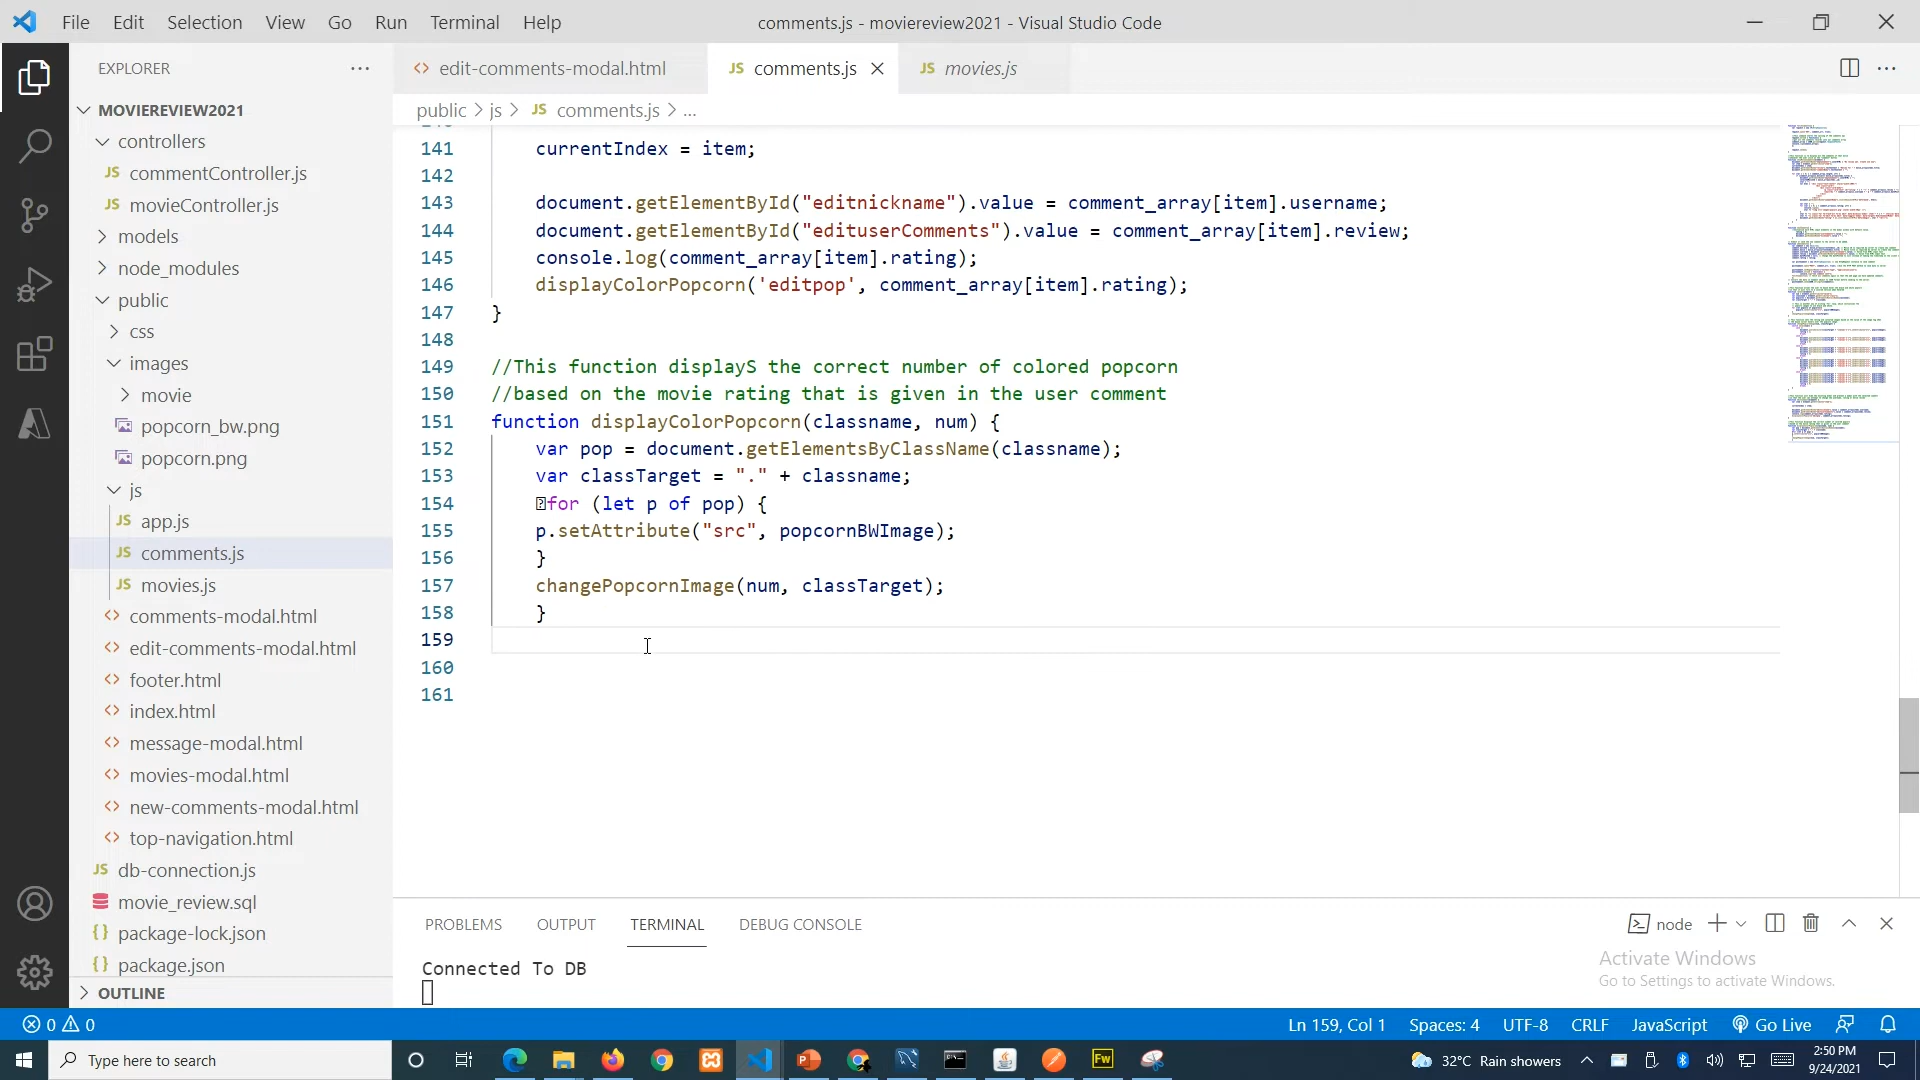 File Edit Selection View Go Run Terminal Help
comments.js - moviereview2021 - Visual Studio Code
EXPLORER
MOVIEREVIEW2021
controllers
JS commentController.js
JS movieController.js
models
node_modules
public
css
images
movie
popcorn_bw.png
popcorn.png
js
JS app.js
JS comments.js
JS movies.js
comments-modal.html
edit-comments-modal.html
footer.html
index.html
message-modal.html
movies-modal.html
new-comments-modal.html
top-navigation.html
JS db-connection.js
movie_review.sql
{} package-lock.json
{} package.json
OUTLINE
<> edit-comments-modal.html JS comments.js JS movies.js
public > js > JS comments.js > ...
141 currentIndex = item;
142
143 document.getElementById("editnickname").value = comment_array[item].username;
144 document.getElementById("edituserComments").value = comment_array[item].review;
145 console.log(comment_array[item].rating);
146 displayColorPopcorn('editpop', comment_array[item].rating);
147 }
148
149 //This function displayS the correct number of colored popcorn
150 //based on the movie rating that is given in the user comment
151 function displayColorPopcorn(classname, num) {
152 var pop = document.getElementsByClassName(classname);
153 var classTarget = "." + classname;
154 for (let p of pop) {
155 p.setAttribute("src", popcornBWImage);
156 }
157 changePopcornImage(num, classTarget);
158 }
159
160
161
PROBLEMS OUTPUT TERMINAL DEBUG CONSOLE
node
Connected To DB
Activate Windows
Go to Settings to activate Windows.
0 0
Ln 159, Col 1 Spaces: 4 UTF-8 CRLF JavaScript Go Live
Type here to search
Fw
32°C Rain showers
2:50 PM
9/24/2021